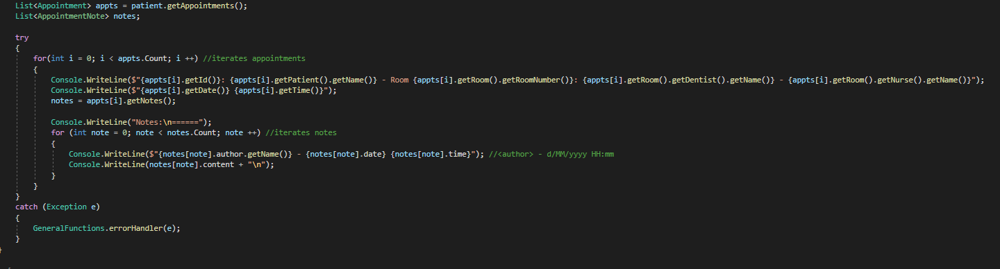 List<Appointment> appts = patient.getAppointments();
List<AppointmentNote> notes;
try
{
for(int i = 0; i < appts.Count; i ++) //iterates appointments
{
Console.WriteLine($"{appts[i].getId()}: {appts[i].getPatient().getName()} - Room {appts[i].getRoom().getRoomNumber()}: {appts[i].getRoom().getDentist().getName()} - {appts[i].getRoom().getNurse().getName()}");
Console.WriteLine($"{appts[i].getDate()} {appts[i].getTime()}");
notes = appts[i].getNotes();
Console.WriteLine("Notes:\n======");
for (int note = 0; note < notes.Count; note ++) //iterates notes
{
Console.WriteLine($"{notes[note].author.getName()} - {notes[note].date} {notes[note].time}"); //<author> - d/MM/yyyy HH:mm
Console.WriteLine(notes[note].content + "\n");
}
}
}
catch (Exception e)
{
GeneralFunctions.errorHandler(e);
}
}